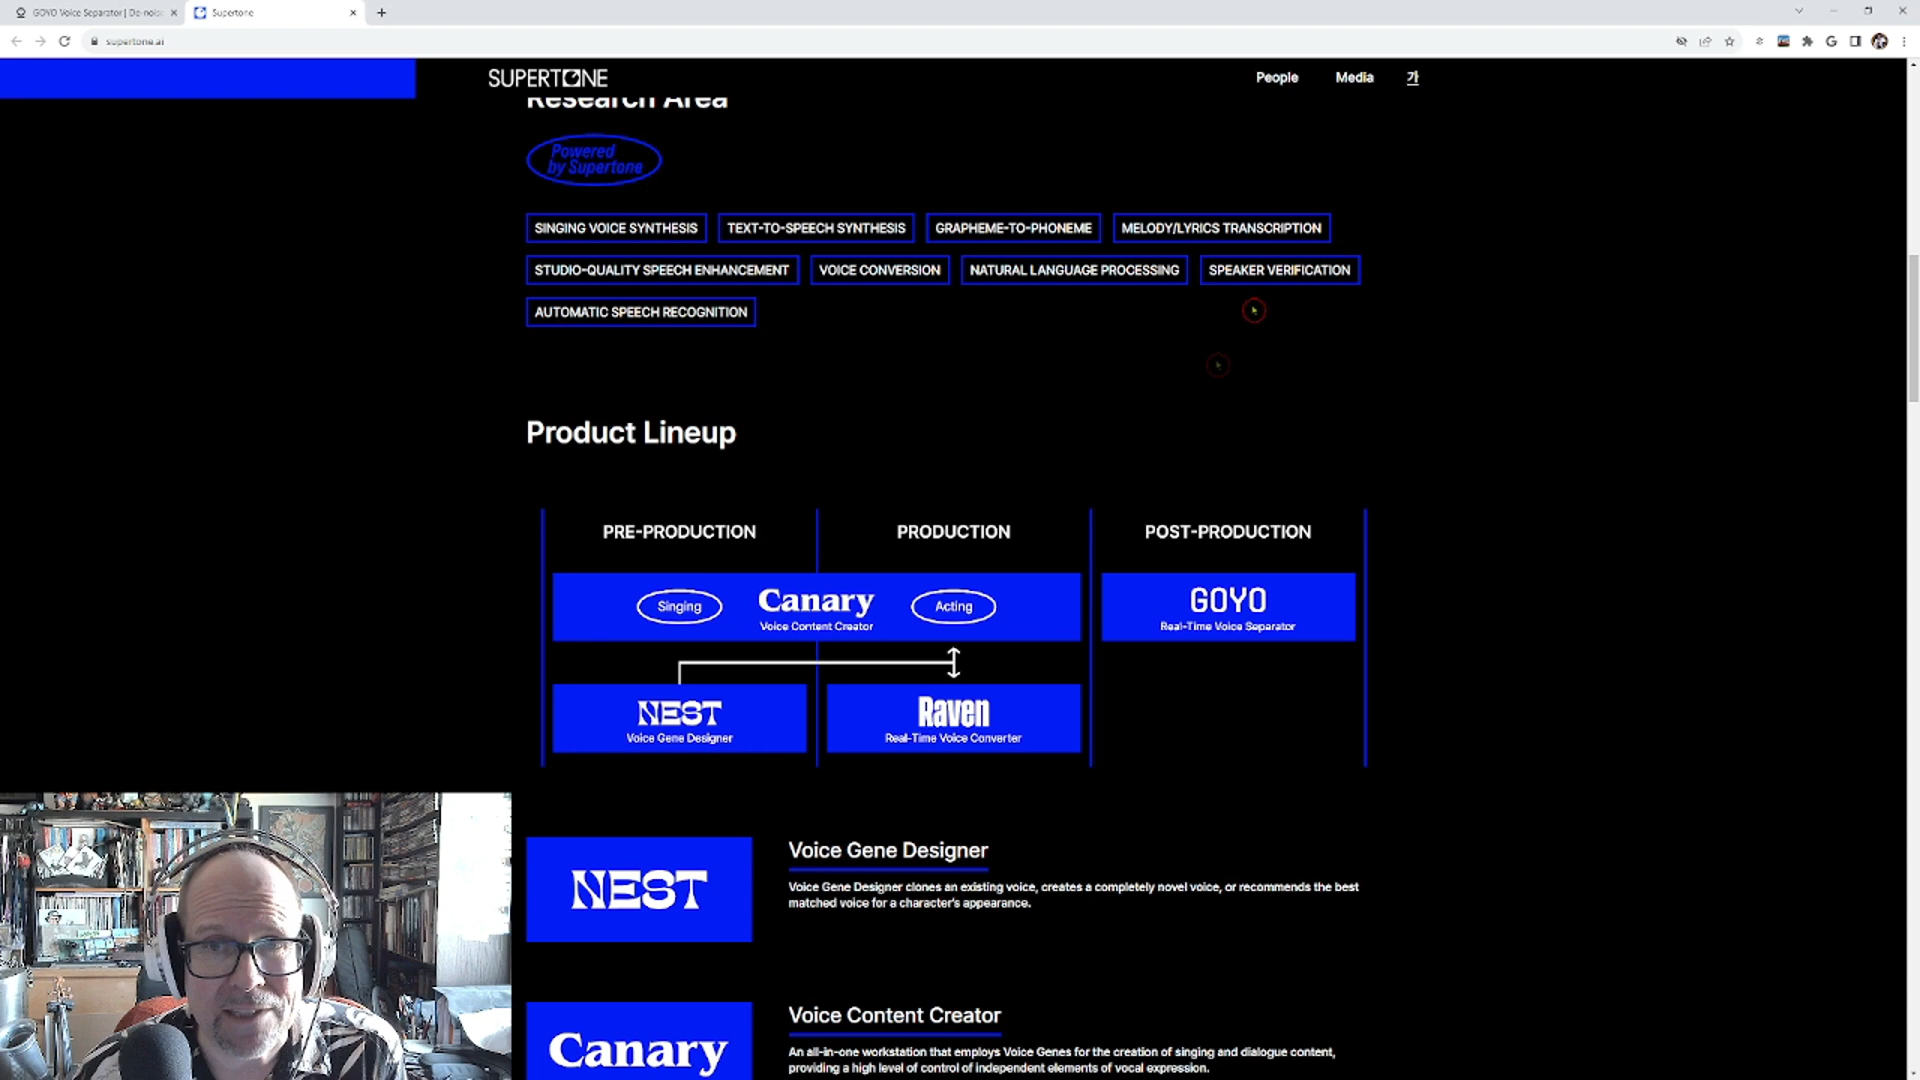 GOYO Voice Separator | De-nois
Supertone
supertone.ai
SUPERTONE
People
Media
가
Research Area
Powered
by Supertone
SINGING VOICE SYNTHESIS
TEXT-TO-SPEECH SYNTHESIS
GRAPHEME-TO-PHONEME
MELODY/LYRICS TRANSCRIPTION
STUDIO-QUALITY SPEECH ENHANCEMENT
VOICE CONVERSION
NATURAL LANGUAGE PROCESSING
SPEAKER VERIFICATION
AUTOMATIC SPEECH RECOGNITION
Product Lineup
PRE-PRODUCTION
PRODUCTION
POST-PRODUCTION
Singing
Canary
Voice Content Creator
Acting
GOYO
Real-Time Voice Separator
NEST
Voice Gene Designer
Raven
Real-Time Voice Converter
NEST
Voice Gene Designer
Voice Gene Designer clones an existing voice, creates a completely novel voice, or recommends the best
matched voice for a character's appearance.
Canary
Voice Content Creator
An all-in-one workstation that employs Voice Genes for the creation of singing and dialogue content,
providing a high level of control of independent elements of vocal expression.